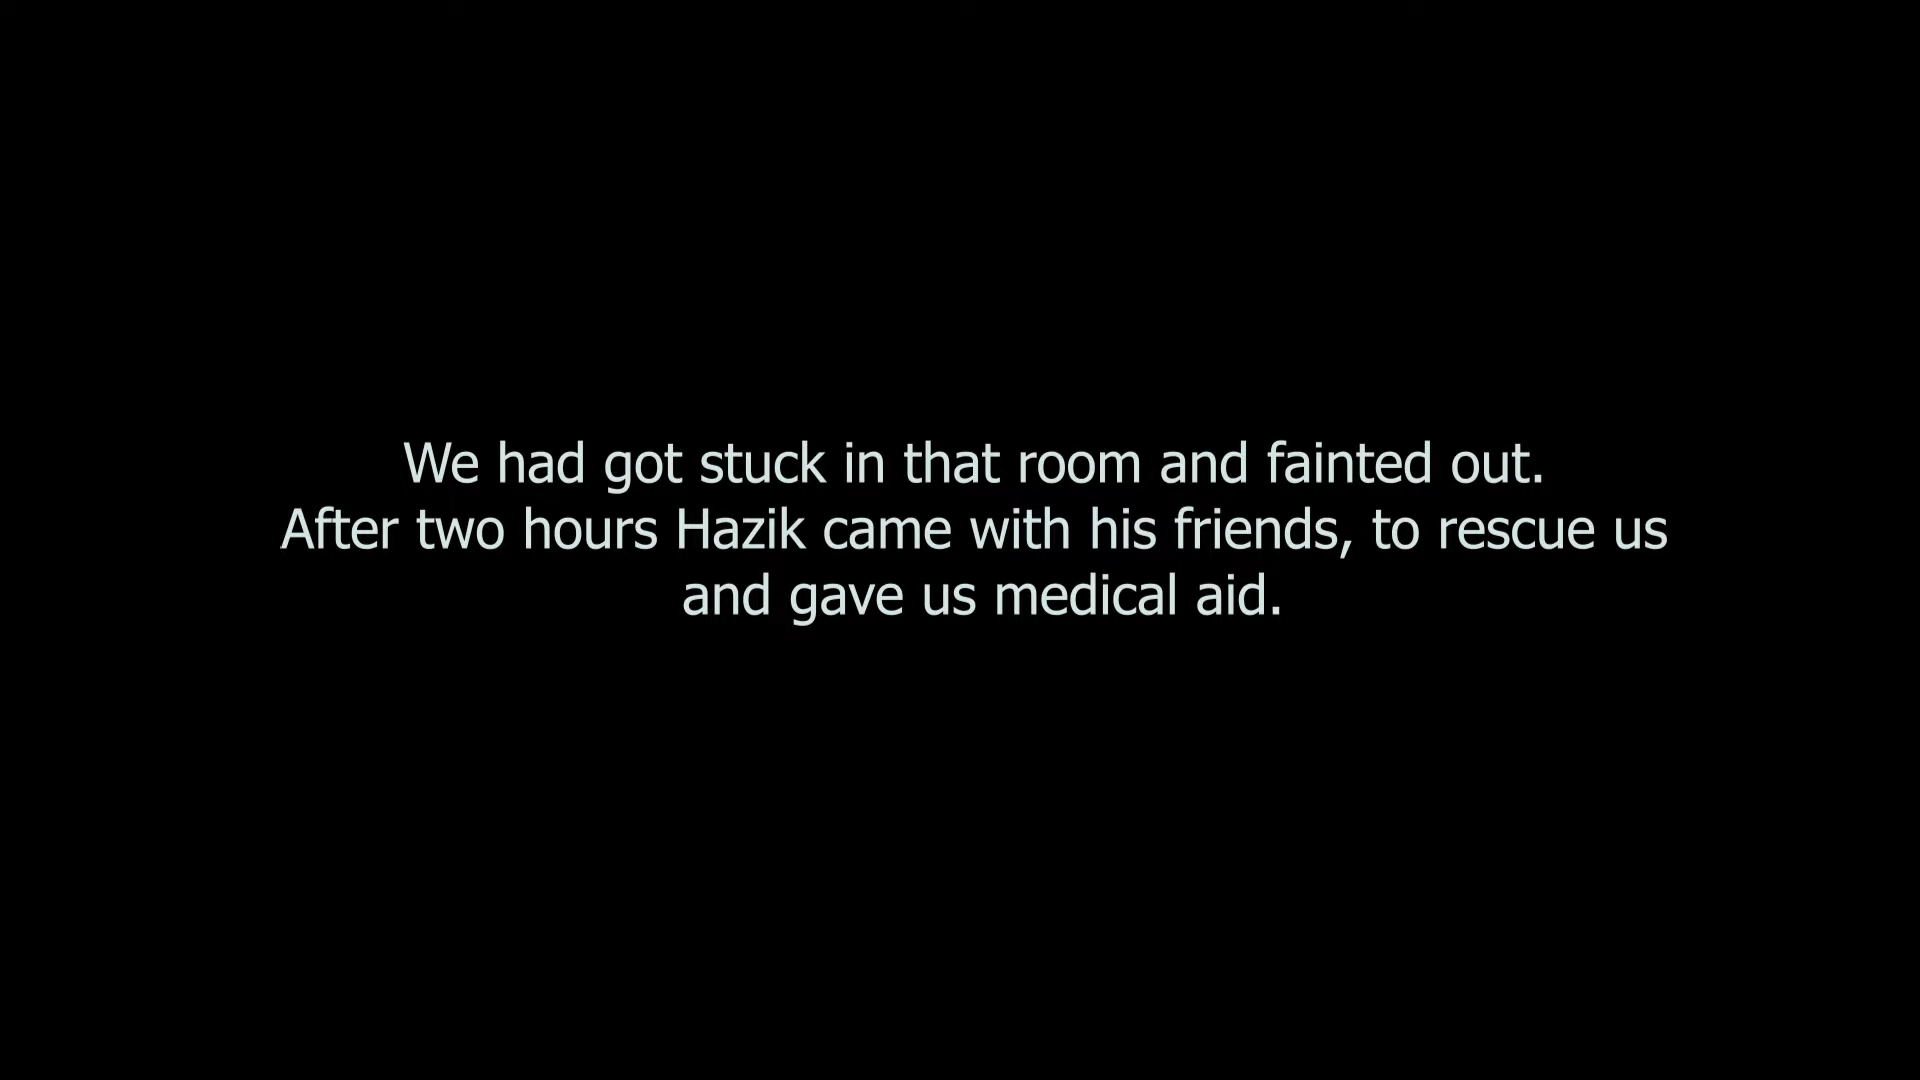 We had got stuck in that room and fainted out.
After two hours Hazik came with his friends, to rescue us
and gave us medical aid.